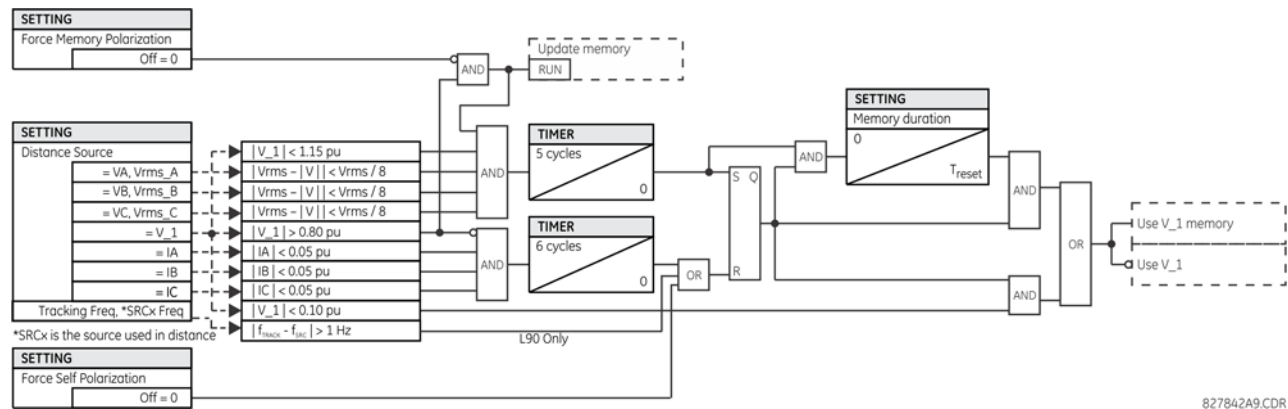 SETTING
Force Memory Polarization
Off = 0
AND
Update memory
RUN
SETTING
Distance Source
= VA, Vrms_A
= VB, Vrms_B
= VC, Vrms_C
= V_1
= IA
= IB
= IC
Tracking Freq, *SRCx Freq
*SRCx is the source used in distance
| V_1 | < 1.15 pu
| Vrms – | V | | < Vrms / 8
| Vrms – | V | | < Vrms / 8
| Vrms – | V | | < Vrms / 8
| V_1 | > 0.80 pu
| IA | < 0.05 pu
| IB | < 0.05 pu
| IC | < 0.05 pu
| V_1 | < 0.10 pu
| fTRACK - fSRC | > 1 Hz
AND
AND
TIMER
5 cycles
0
TIMER
6 cycles
0
OR
L90 Only
S Q
R
AND
SETTING
Memory duration
0
Treset
AND
AND
OR
Use V_1 memory
Use V_1
SETTING
Force Self Polarization
Off = 0
827842A9.CDR